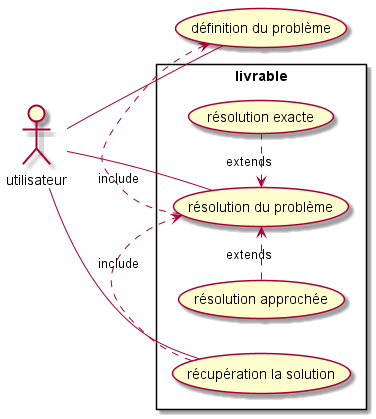 définition du problème
livrable
résolution exacte
extends
utilisateur
include
résolution du problème
include
extends
résolution approchée
récupération la solution